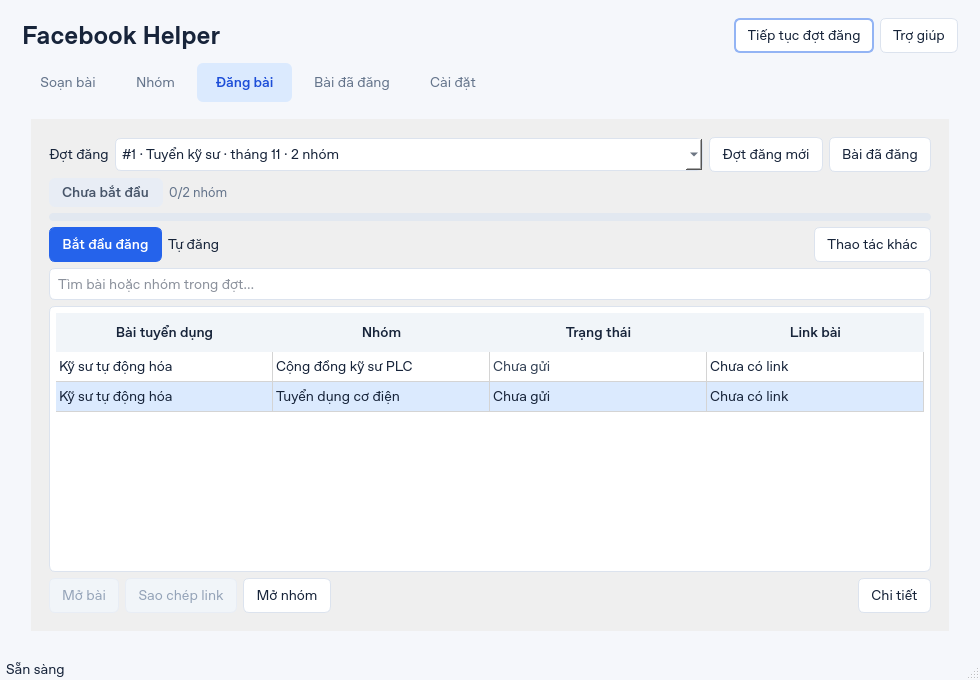 Facebook Helper
Tiếp tục đợt đăng
Trợ giúp
Soạn bài
Nhóm
Đăng bài
Bài đã đăng
Cài đặt
Đợt đăng
#1 · Tuyển kỹ sư · tháng 11 · 2 nhóm
Đợt đăng mới
Bài đã đăng
Chưa bắt đầu
0/2 nhóm
Bắt đầu đăng
Tự đăng
Thao tác khác
Tìm bài hoặc nhóm trong đợt...
Bài tuyển dụng
Nhóm
Trạng thái
Link bài
Kỹ sư tự động hóa
Cộng đồng kỹ sư PLC
Chưa gửi
Chưa có link
Kỹ sư tự động hóa
Tuyển dụng cơ điện
Chưa gửi
Chưa có link
Mở bài
Sao chép link
Mở nhóm
Chi tiết
Sẵn sàng